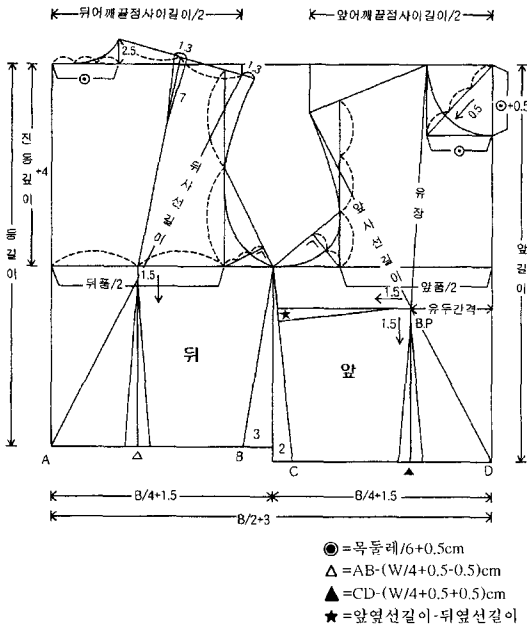 뒤어깨끝점사이길이/2
앞어깨끝점사이길이/2
1.3
2.5
1.3
◉
7
0.5
◉+0.5
◉
진동깊이+4
등길이
뒤사선길이
앞사선길이
유장
앞길이
1.5
뒤품/2
앞품/2
1.5
유두간격
★
1.5
B.P
뒤
앞
3
2
A
△
B
C
▲
D
B/4+1.5
B/4+1.5
B/2+3
◉=목둘레/6+0.5cm
△=AB-(W/4+0.5-0.5)cm
▲=CD-(W/4+0.5+0.5)cm
★=앞옆선길이-뒤옆선길이